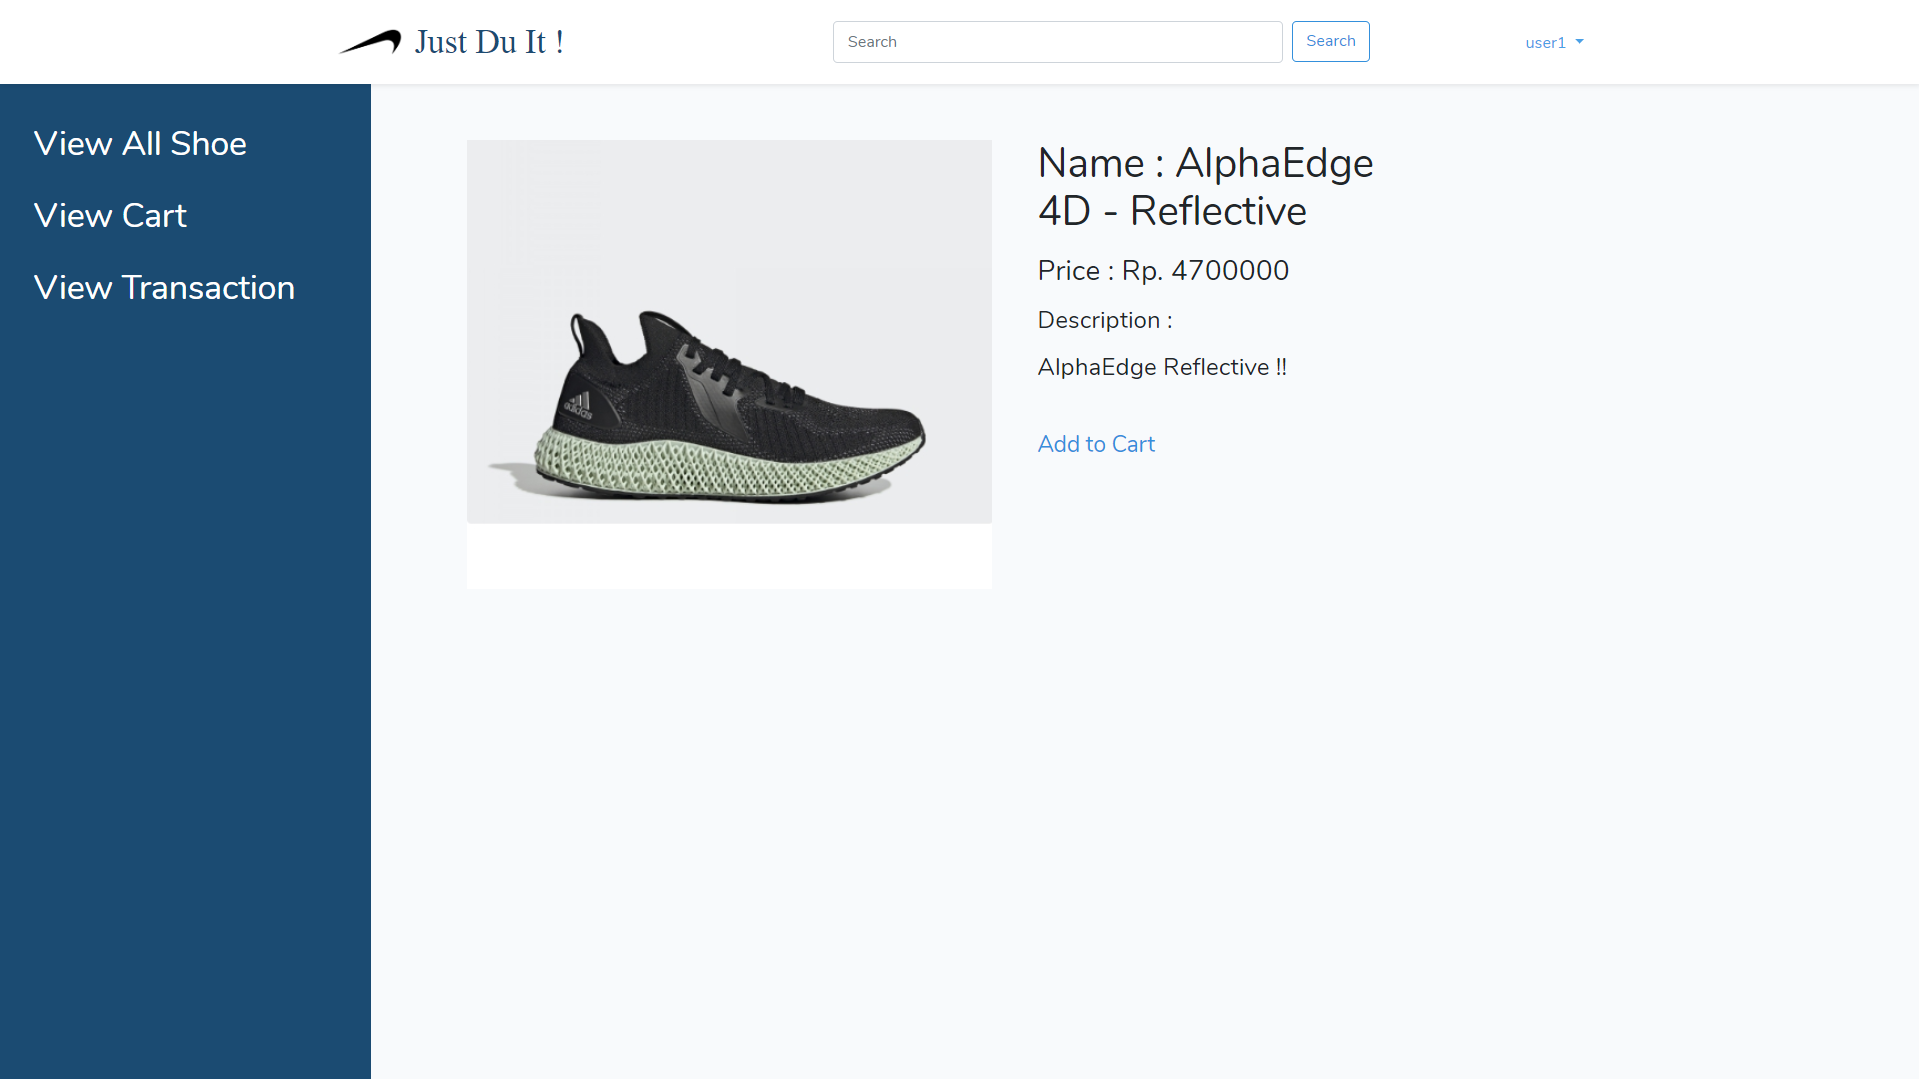 Just Du It !
Search
Search
user1
View All Shoe
View Cart
View Transaction
adidas
Name : AlphaEdge
4D - Reflective
Price : Rp. 4700000
Description :
AlphaEdge Reflective !!
Add to Cart